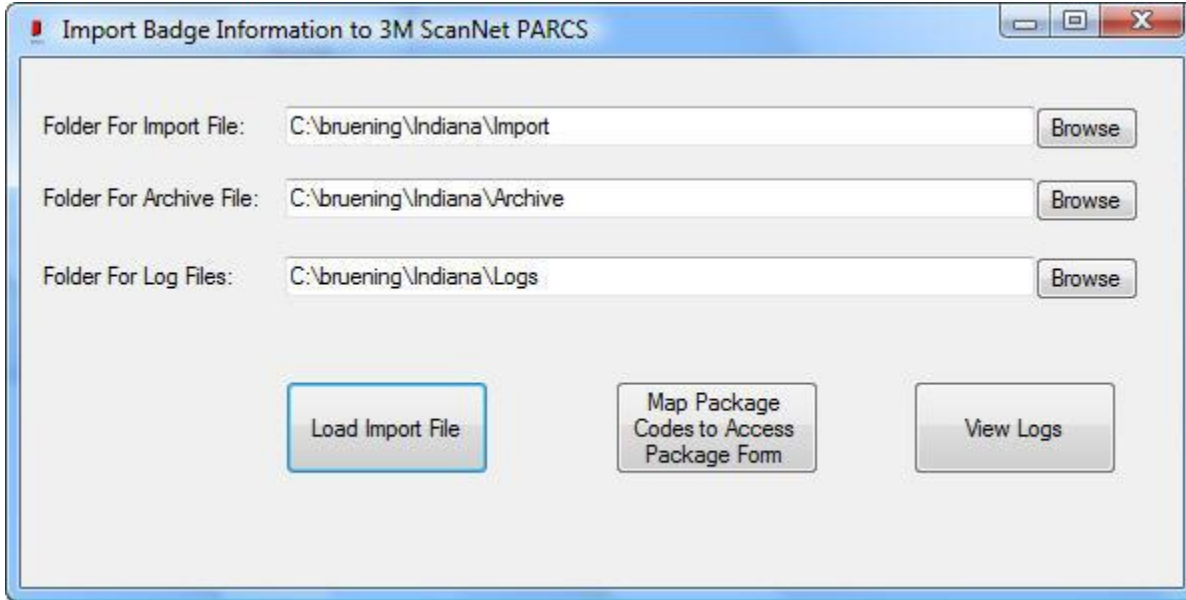 Import Badge Information to 3M ScanNet PARCS
Folder For Import File: C:\bruening\Indiana\Import Browse
Folder For Archive File: C:\bruening\Indiana\Archive Browse
Folder For Log Files: C:\bruening\Indiana\Logs Browse
Load Import File
Map Package
Codes to Access
Package Form
View Logs